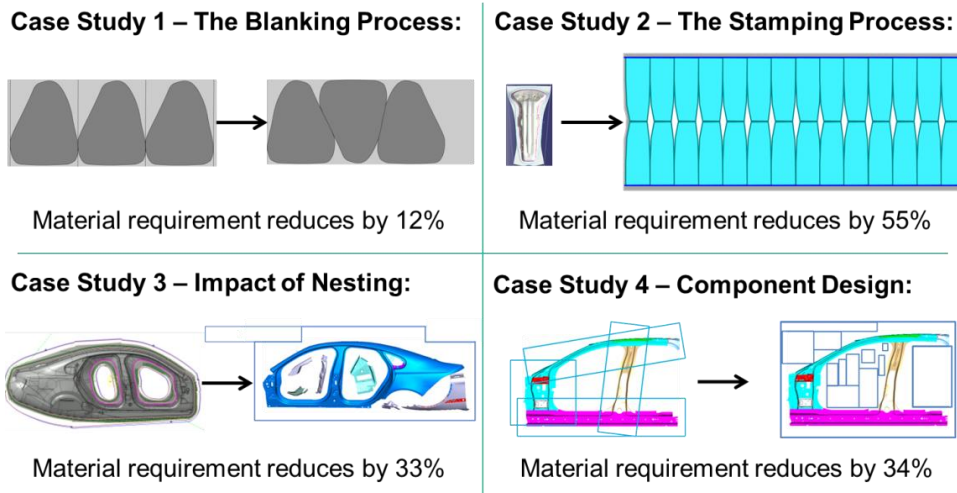 Case Study 1 – The Blanking Process:
Material requirement reduces by 12%
Case Study 2 – The Stamping Process:
Material requirement reduces by 55%
Case Study 3 – Impact of Nesting:
Material requirement reduces by 33%
Case Study 4 – Component Design:
Material requirement reduces by 34%